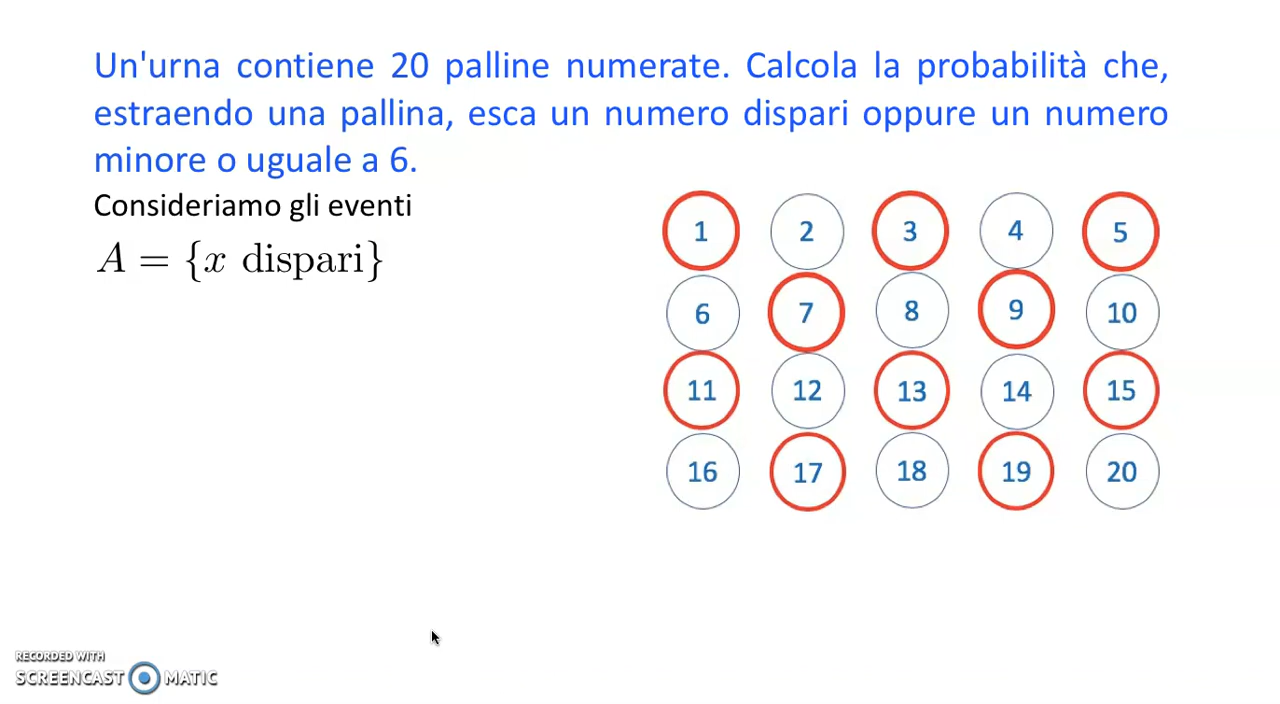 Un'urna contiene 20 palline numerate. Calcola la probabilità che,
estraendo una pallina, esca un numero dispari oppure un numero
minore o uguale a 6.
Consideriamo gli eventi
A = {x dispari}
1 2 3 4 5
6 7 8 9 10
11 12 13 14 15
16 17 18 19 20
RECORDED WITH
SCREENCAST MATIC